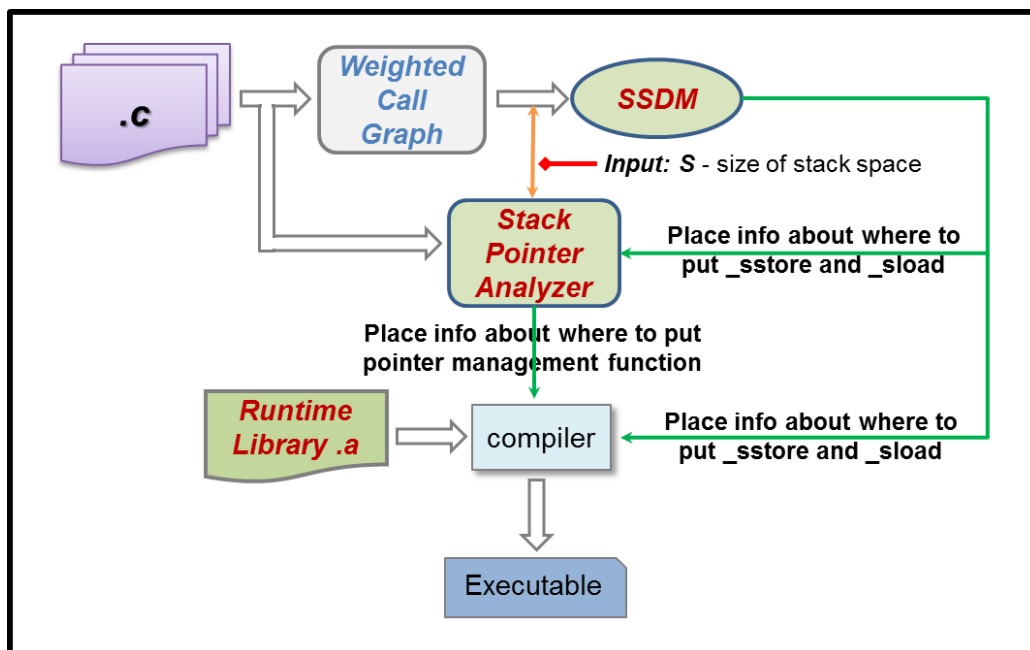 .c
Weighted
Call
Graph
SSDM
Input: S - size of stack space
Stack
Pointer
Analyzer
Place info about where to
put _sstore and _sload
Place info about where to put
pointer management function
Runtime
Library .a
compiler
Place info about where to
put _sstore and _sload
Executable